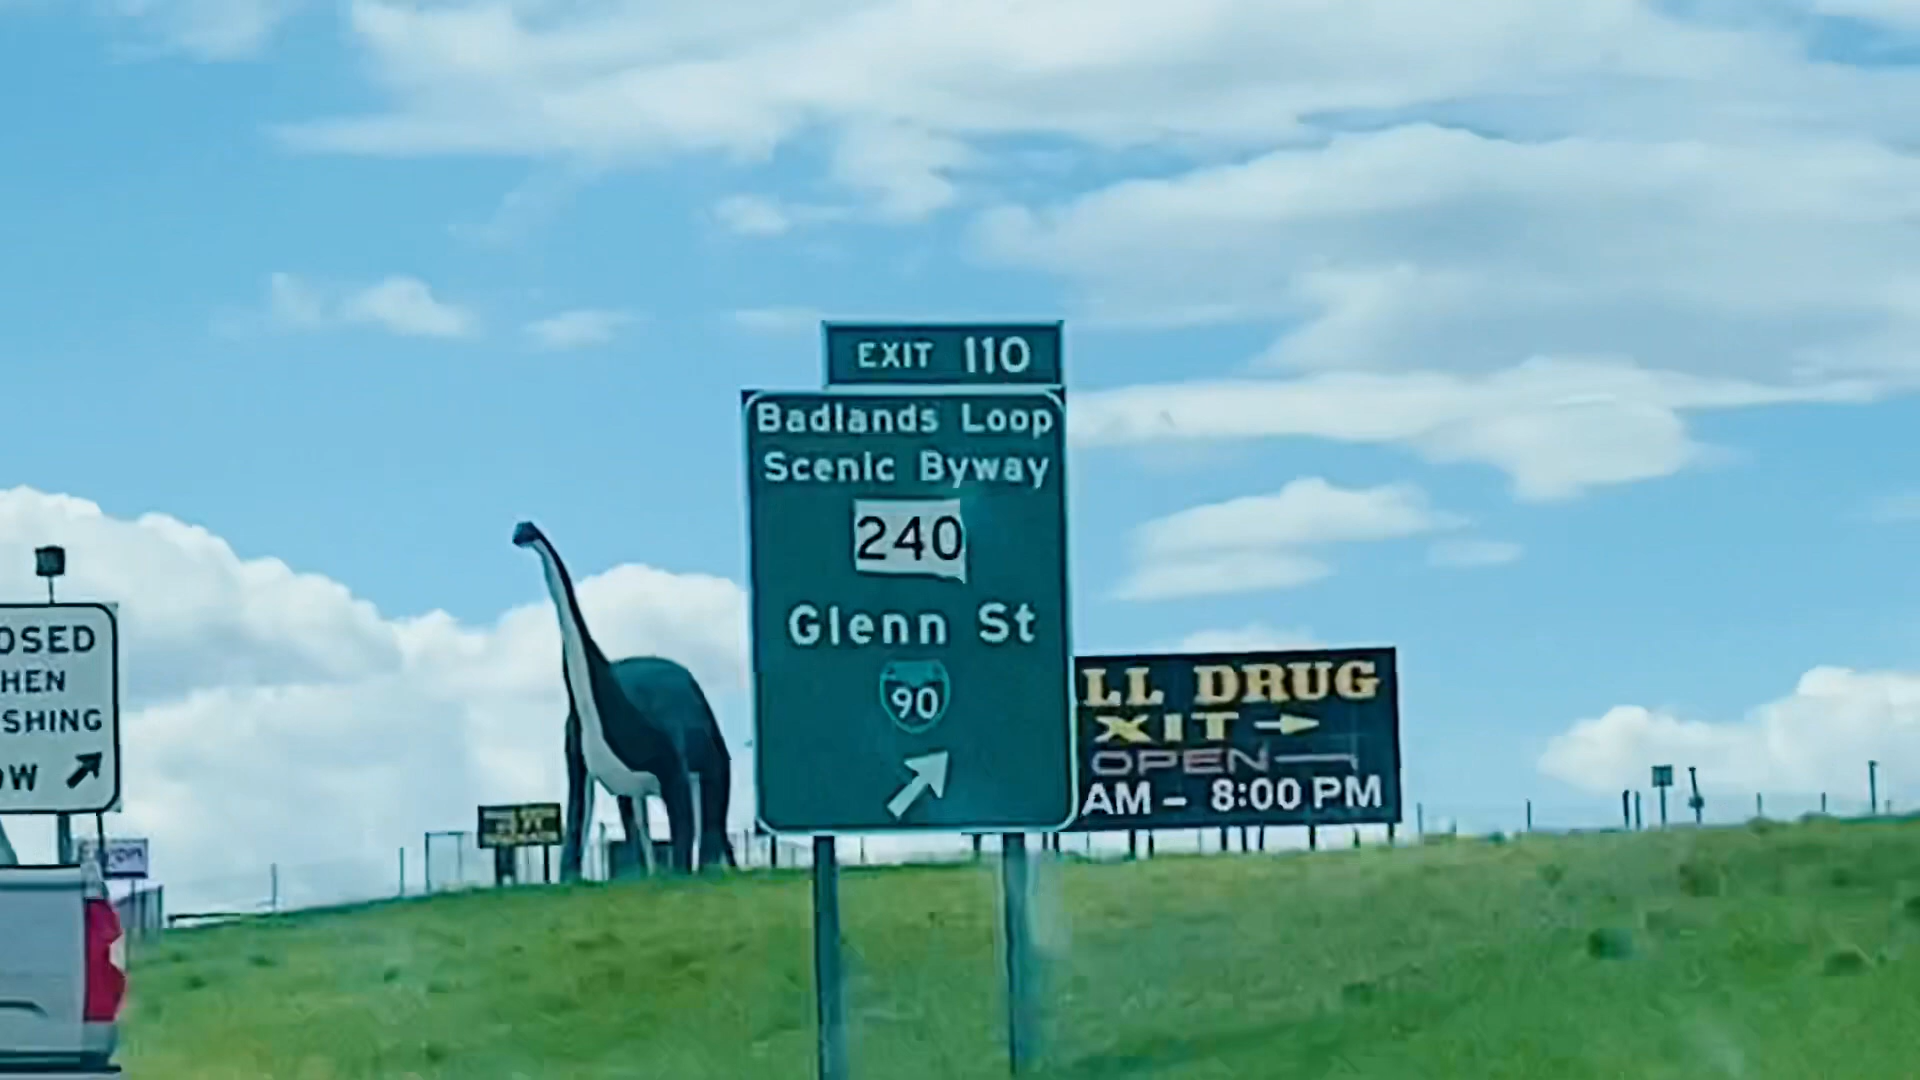 OSED
HEN
SHING
OW
EXIT 110
Badlands Loop
Scenic Byway
240
Glenn St
90
LL DRUG
XIT
OPEN
AM - 8:00 PM